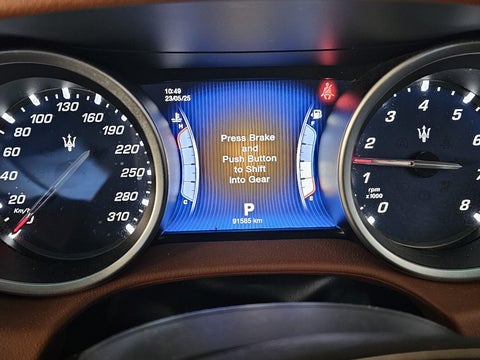 10:49
23/05/25
Press Brake
and
Push Button
to Shift
into Gear
H
C
F
E
P
91585 km
0
20
40
60
80
100
130
160
190
220
250
280
310
Km/h
1
2
3
4
5
6
7
8
rpm
x1000